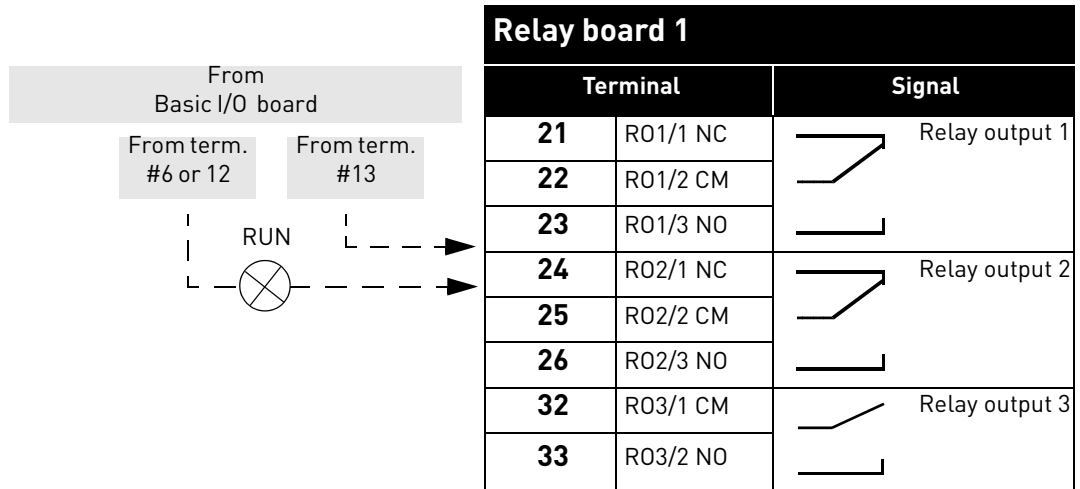 Relay board 1
From
Basic I/O board
Terminal Signal
From term.
#6 or 12
From term.
#13
RUN
21 RO1/1 NC Relay output 1
22 RO1/2 CM
23 RO1/3 NO
24 RO2/1 NC Relay output 2
25 RO2/2 CM
26 RO2/3 NO
32 RO3/1 CM Relay output 3
33 RO3/2 NO